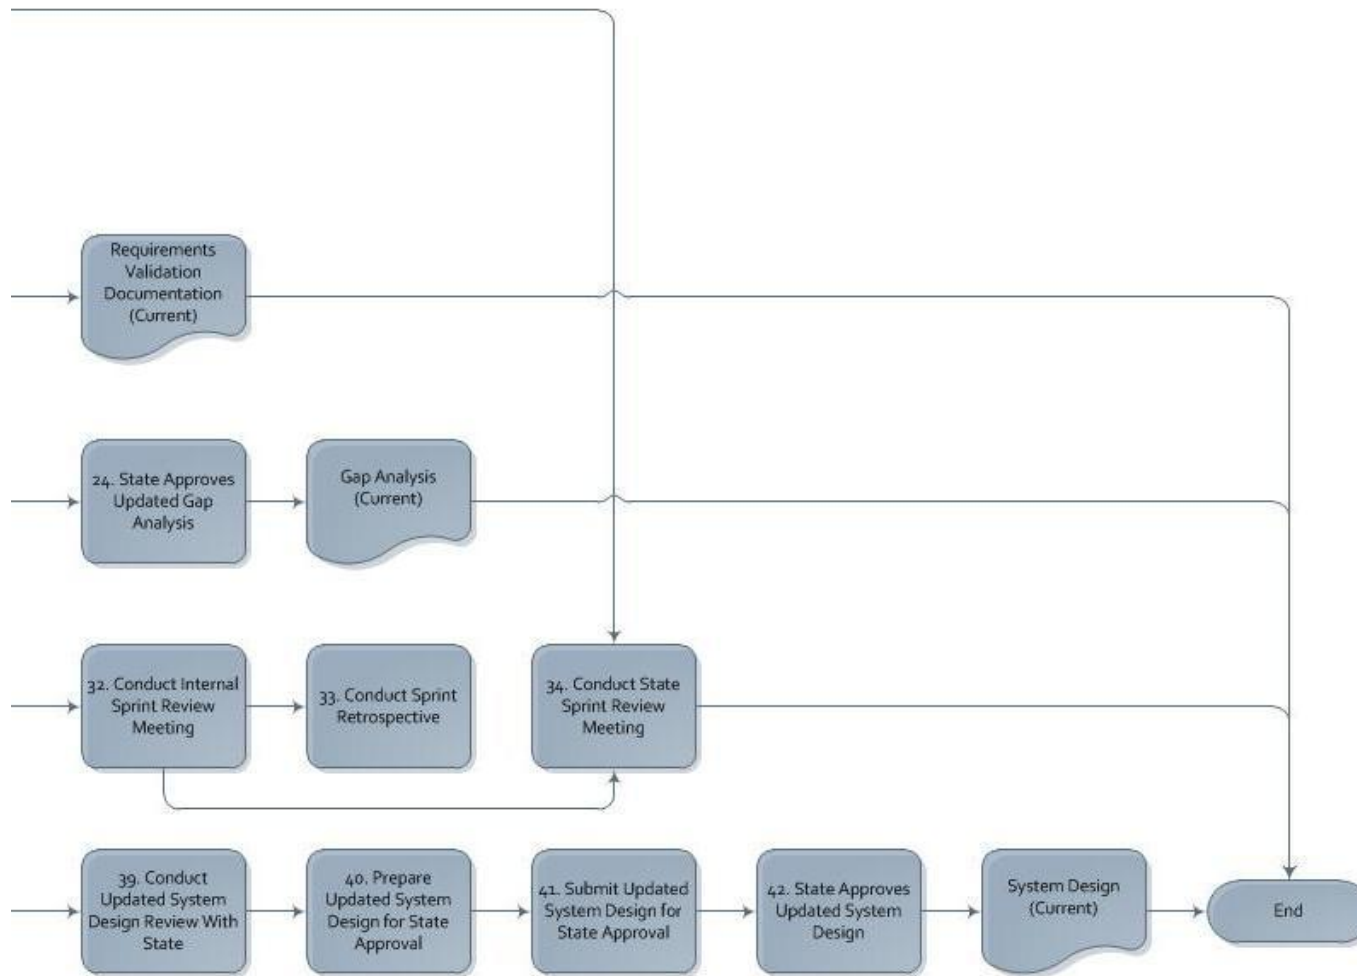 Requirements
Validation
Documentation
(Current)
24. State Approves
Updated Gap
Analysis
Gap Analysis
(Current)
32. Conduct Internal
Sprint Review
Meeting
33. Conduct Sprint
Retrospective
34. Conduct State
Sprint Review
Meeting
39. Conduct
Updated System
Design Review With
State
40. Prepare
Updated System
Design for State
Approval
41. Submit Updated
System Design for
State Approval
42. State Approves
Updated System
Design
System Design
(Current)
End